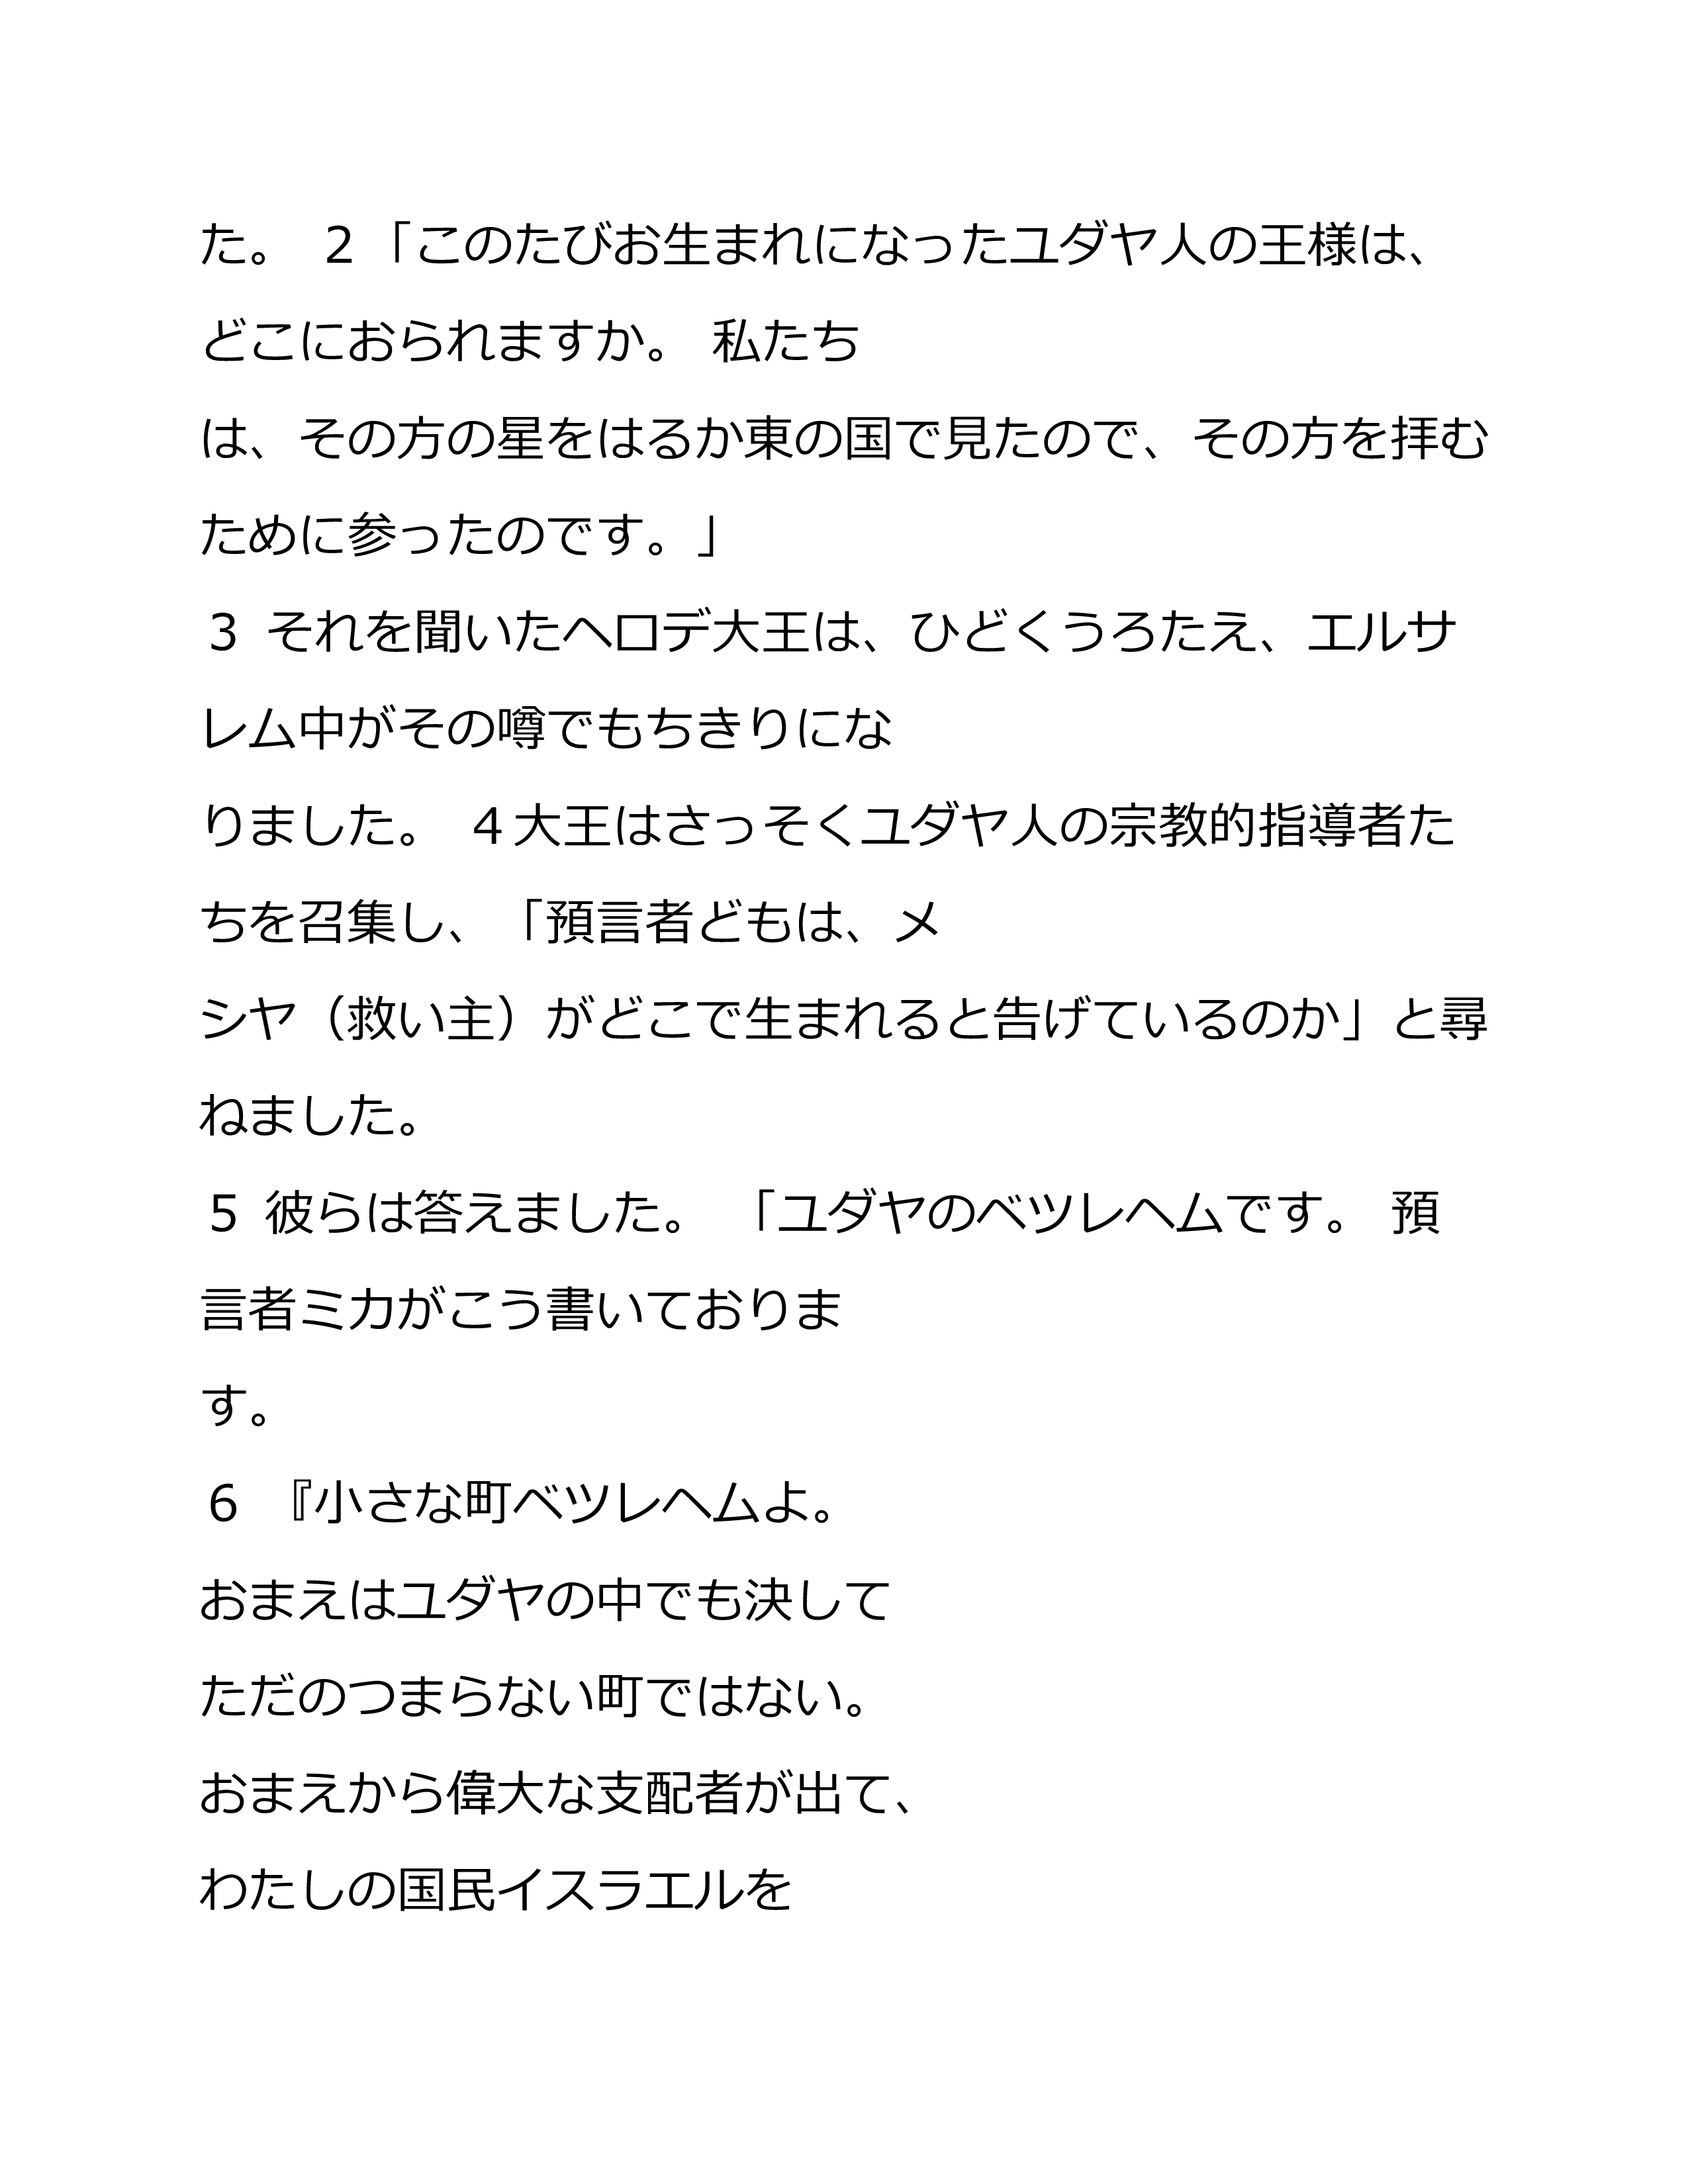 た。 2「このたびお生まれになったユダヤ人の王様は、
どこにおられますか。 私たち
は、その方の星をはるか東の国で見たので、その方を拝む
ために参ったのです。」
3 それを聞いたヘロデ大王は、ひどくうろたえ、エルサ
レム中がその噂でもちきりにな
りました。 4大王はさっそくユダヤ人の宗教的指導者た
ちを召集し、「預言者どもは、メ
シヤ（救い主）がどこで生まれると告げているのか」と尋
ねました。
5 彼らは答えました。 「ユダヤのベツレヘムです。 預
言者ミカがこう書いておりま
す。
6 『小さな町ベツレヘムよ。
おまえはユダヤの中でも決して
ただのつまらない町ではない。
おまえから偉大な支配者が出て、
わたしの国民イスラエルを